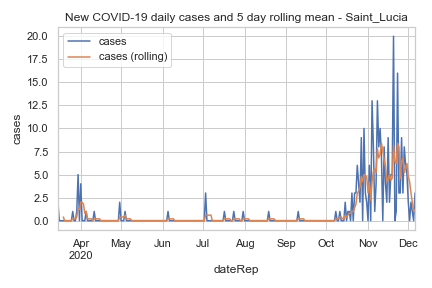 New COVID-19 daily cases and 5 day rolling mean - Saint_Lucia
cases
cases (rolling)
20.0
17.5
15.0
12.5
10.0
7.5
5.0
2.5
0.0
cases
Apr May Jun Jul Aug Sep Oct Nov Dec
2020
dateRep